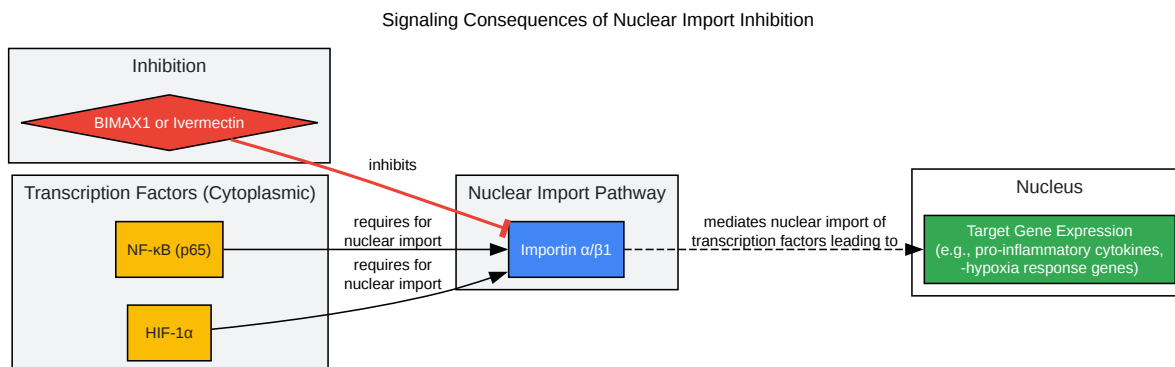 Signaling Consequences of Nuclear Import Inhibition
Inhibition
BIMAX1 or Ivermectin
inhibits
Transcription Factors (Cytoplasmic)
NF-κB (p65)
HIF-1α
requires for
nuclear import
requires for
nuclear import
Nuclear Import Pathway
Importin α/β1
mediates nuclear import of
transcription factors leading to
Nucleus
Target Gene Expression
(e.g., pro-inflammatory cytokines,
-hypoxia response genes)